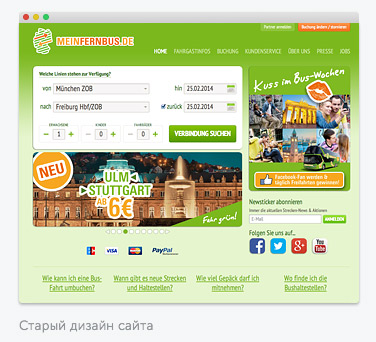 Partner anmelden
Buchung ändern / stornieren
MEINFERNBUS.DE
HOME FAHRGASTINFOS BUCHUNG KUNDENSERVICE ÜBER UNS PRESSE JOBS
Welche Linien stehen zur Verfügung?
von München ZOB hin 25.02.2014
nach Freiburg Hbf/ZOB zurück 25.02.2014
ERWACHSENE KINDER FAHRRÄDER
1 0 0
VERBINDUNG SUCHEN
Kuss im Bus-Wochen
Facebook-Fan werden &
täglich Freifahrten gewinnen!
NEU
ULM
STUTTGART
AB 6€
Fahr grün!
Newsticker abonnieren
Immer die aktuellen Strecken-News & Aktionen
E-Mail ANMELDEN
Folgen Sie uns auf...
You Tube
VISA PayPal
Wie kann ich eine Bus-
Fahrt umbuchen?
Wann gibt es neue Strecken
und Haltestellen?
Wie viel Gepäck darf ich
mitnehmen?
Wo finde ich die
Bushaltestellen?
Старый дизайн сайта